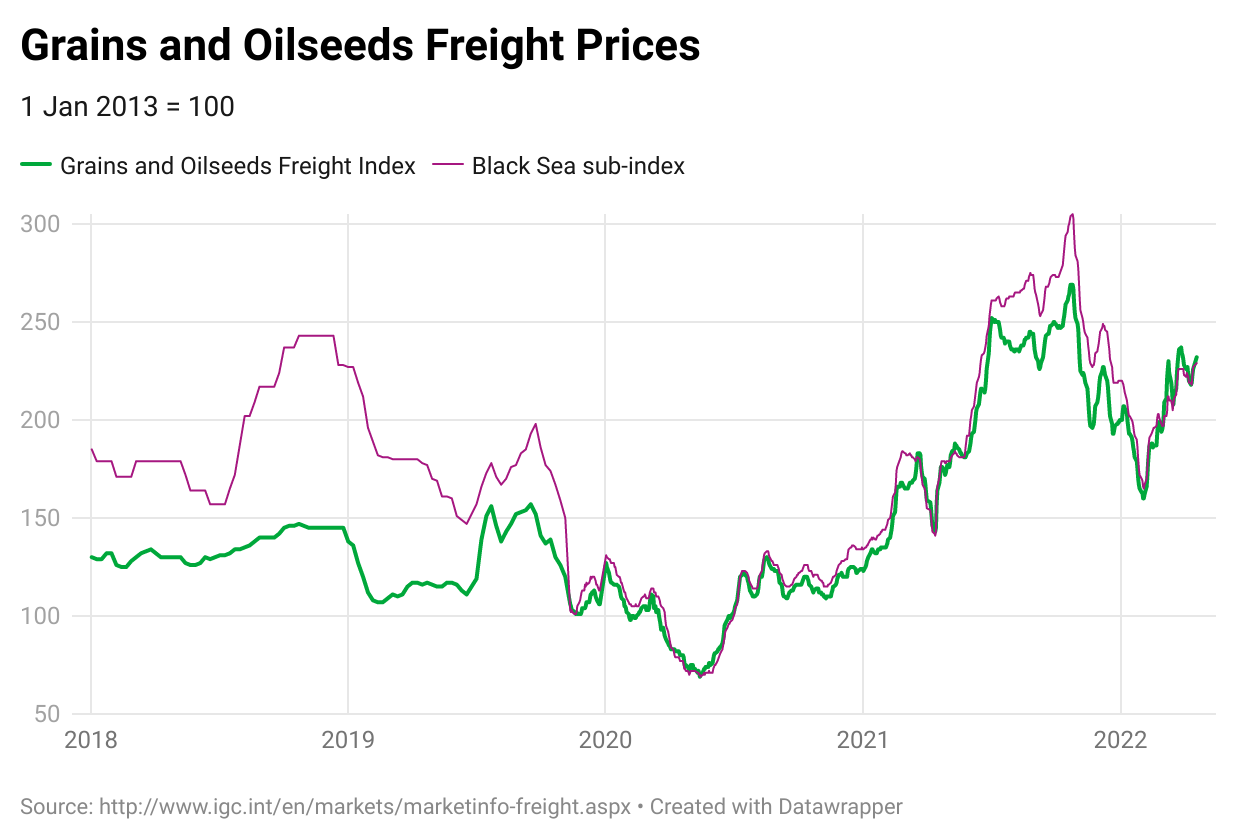 Grains and Oilseeds Freight Prices
1 Jan 2013 = 100
Grains and Oilseeds Freight Index Black Sea sub-index
300
250
200
150
100
50
2018 2019 2020 2021 2022
Source: http://www.igc.int/en/markets/marketinfo-freight.aspx • Created with Datawrapper